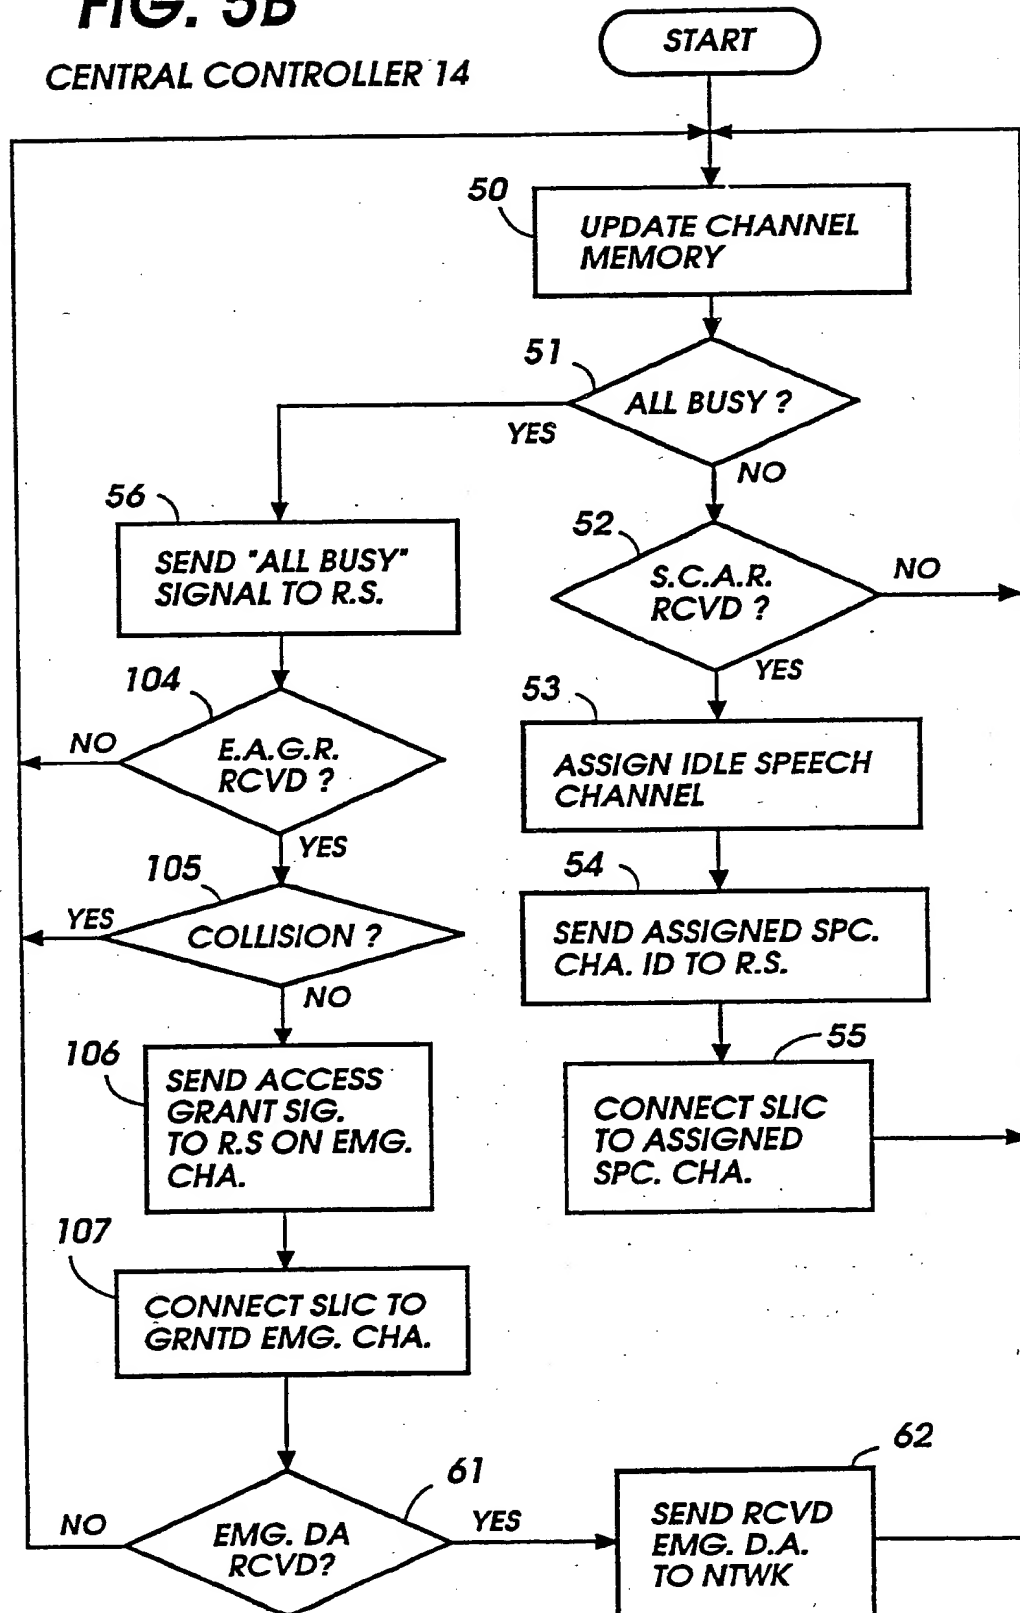 FIG. 5B
CENTRAL CONTROLLER 14
START
50
UPDATE CHANNEL
MEMORY
51
ALL BUSY ?
YES
NO
56
SEND "ALL BUSY"
SIGNAL TO R.S.
52
S.C.A.R.
RCVD ?
NO
YES
104
E.A.G.R.
RCVD ?
NO
YES
53
ASSIGN IDLE SPEECH
CHANNEL
105
COLLISION ?
YES
NO
54
SEND ASSIGNED SPC.
CHA. ID TO R.S.
106
SEND ACCESS
GRANT SIG.
TO R.S ON EMG.
CHA.
55
CONNECT SLIC
TO ASSIGNED
SPC. CHA.
107
CONNECT SLIC TO
GRNTD EMG. CHA.
61
EMG. DA
RCVD?
NO
YES
62
SEND RCVD
EMG. D.A.
TO NTWK